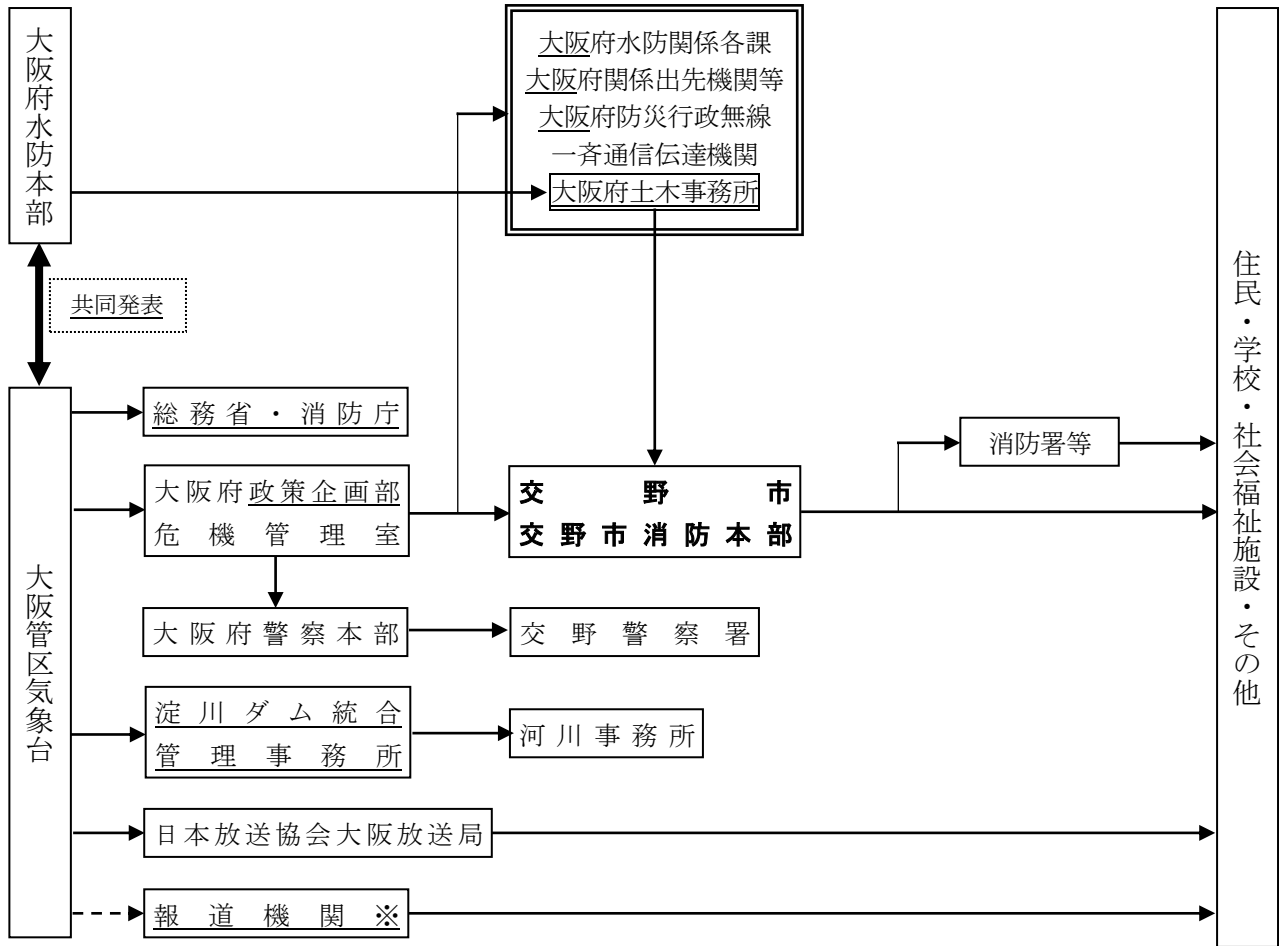 大阪府水防本部
大阪府水防関係各課
大阪府関係出先機関等
大阪府防災行政無線
一斉通信伝達機関
大阪府土木事務所
共同発表
大阪管区気象台
総務省・消防庁
大阪府政策企画部
危機管理室
交野市
交野市消防本部
消防署等
大阪府警察本部
交野警察署
淀川ダム統合
管理事務所
河川事務所
日本放送協会大阪放送局
報道機関※
住民・学校・社会福祉施設・その他